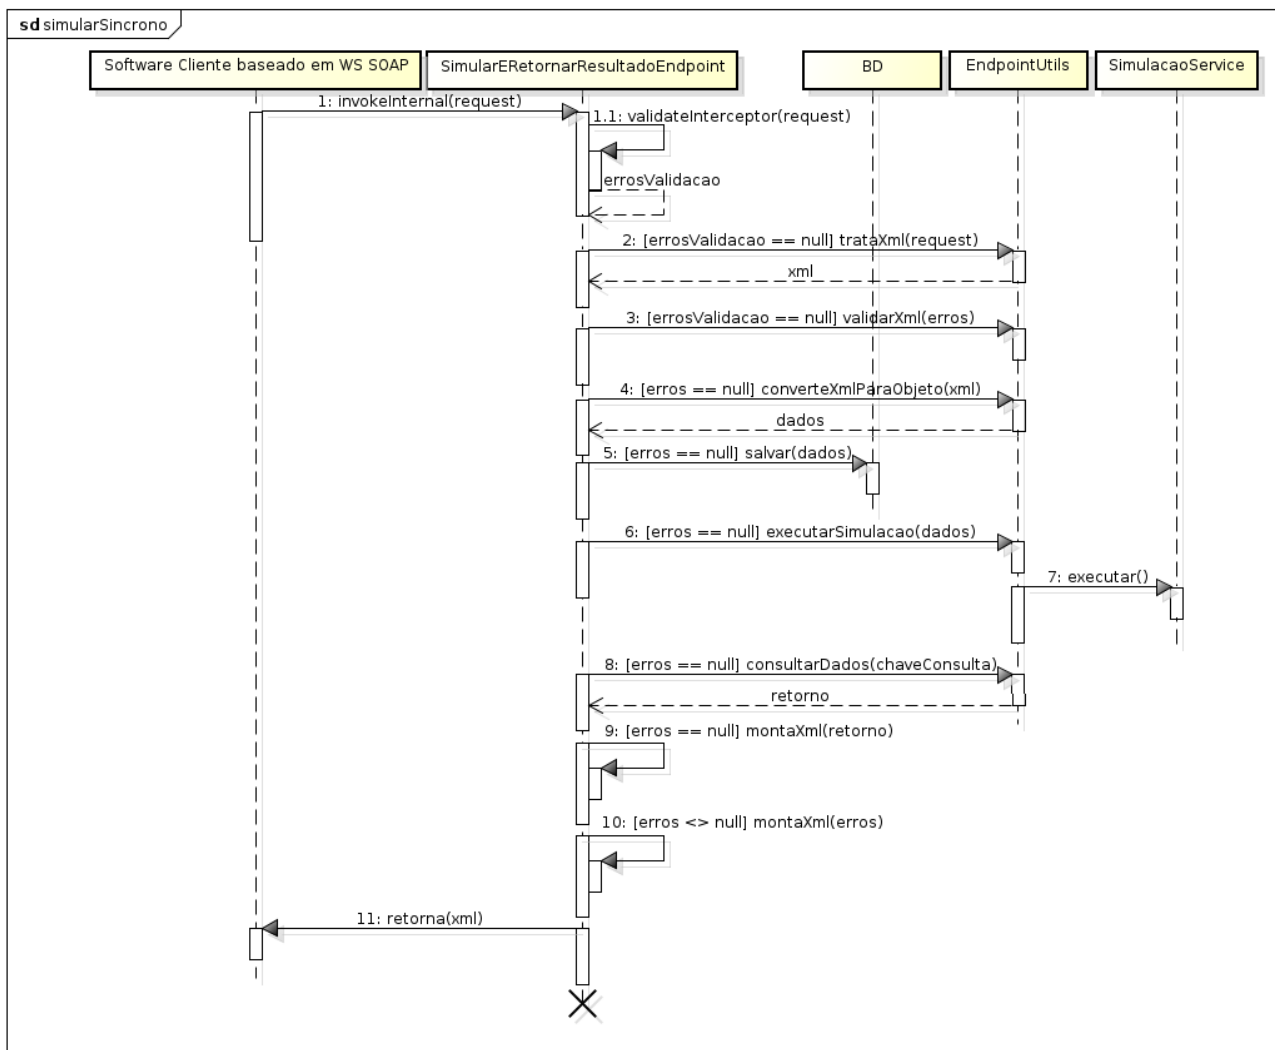 sd simularSincrono
Software Cliente baseado em WS SOAP
SimularERetornarResultadoEndpoint
BD
EndpointUtils
SimulacaoService
1: invokeInternal(request)
1.1: validateInterceptor(request)
errosValidacao
2: [errosValidacao == null] trataXml(request)
xml
3: [errosValidacao == null] validarXml(erros)
4: [erros == null] converteXmlParaObjeto(xml)
dados
5: [erros == null] salvar(dados)
6: [erros == null] executarSimulacao(dados)
7: executar()
8: [erros == null] consultarDados(chaveConsulta)
retorno
9: [erros == null] montaXml(retorno)
10: [erros <> null] montaXml(erros)
11: retorna(xml)